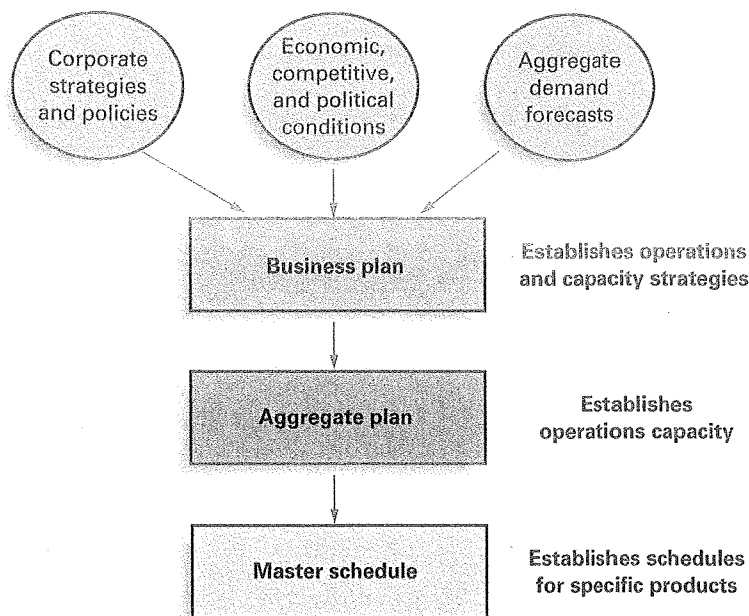 Corporate
strategies
and policies
Economic,
competitive,
and political
conditions
Aggregate
demand
forecasts
Business plan
Establishes operations
and capacity strategies
Aggregate plan
Establishes
operations capacity
Master schedule
Establishes schedules
for specific products